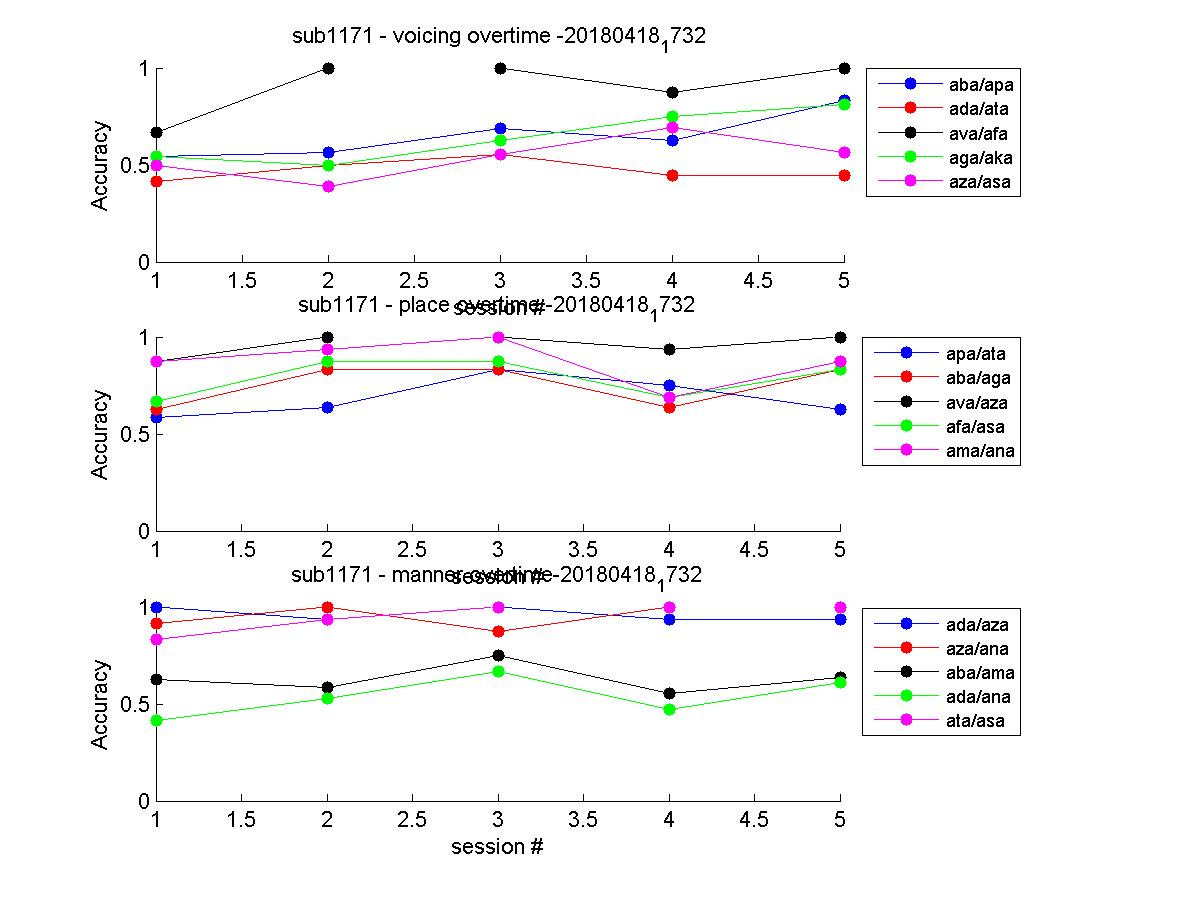 sub1171 - voicing overtime -20180418_1732
1
0.5
0
Accuracy
1 1.5 2 2.5 3 3.5 4 4.5 5
session #
aba/apa
ada/ata
ava/afa
aga/aka
aza/asa
sub1171 - place overtime -20180418_1732
1
0.5
0
Accuracy
1 1.5 2 2.5 3 3.5 4 4.5 5
session #
apa/ata
aba/aga
ava/aza
afa/asa
ama/ana
sub1171 - manner overtime-20180418_1732
1
0.5
0
Accuracy
1 1.5 2 2.5 3 3.5 4 4.5 5
session #
ada/aza
aza/ana
aba/ama
ada/ana
ata/asa